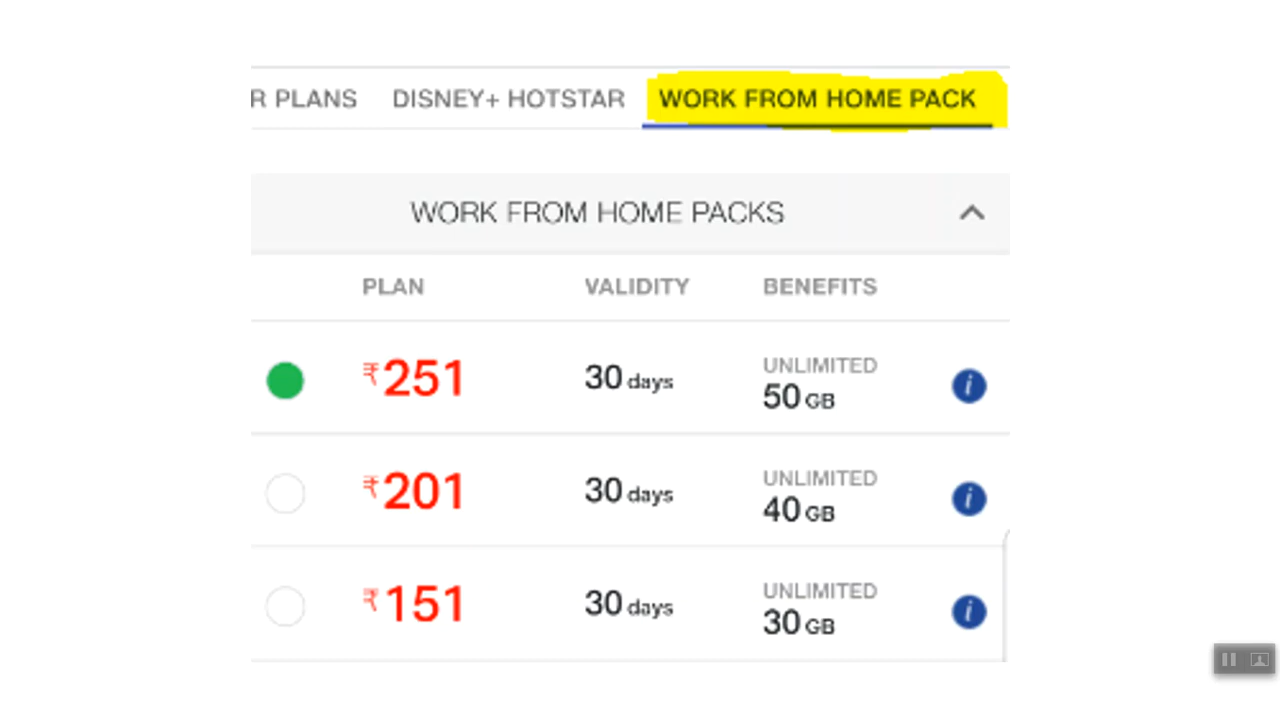 R PLANS DISNEY+ HOTSTAR WORK FROM HOME PACK
WORK FROM HOME PACKS
PLAN VALIDITY BENEFITS
₹251 30 days UNLIMITED 50 GB i
₹201 30 days UNLIMITED 40 GB i
₹151 30 days UNLIMITED 30 GB i